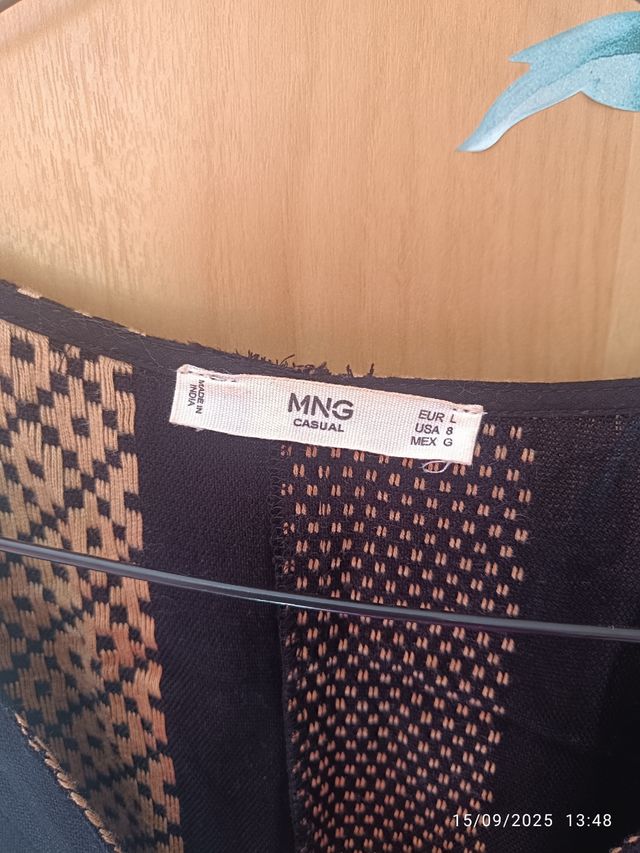 MADE IN
INDIA
MNG
CASUAL
EUR L
USA 8
MEX G
15/09/2025 13:48